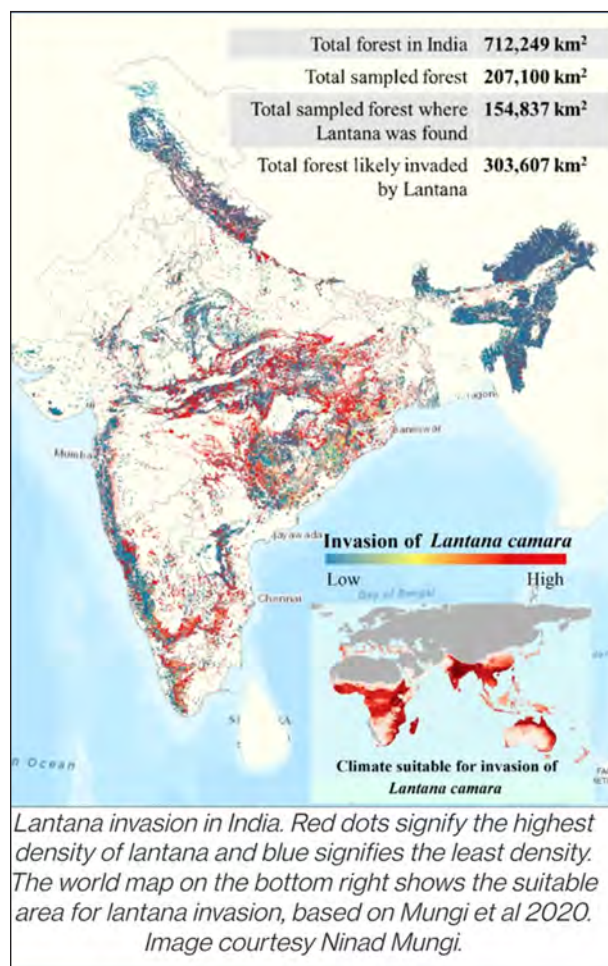 Total forest in India 712,249 km²
Total sampled forest 207,100 km²
Total sampled forest where
Lantana was found 154,837 km²
Total forest likely invaded
by Lantana 303,607 km²
Mumba
Chennai
Invasion of Lantana camara
Low High
Bay of Bengal
n Ocean
Climate suitable for invasion of
Lantana camara
Lantana invasion in India. Red dots signify the highest
density of lantana and blue signifies the least density.
The world map on the bottom right shows the suitable
area for lantana invasion, based on Mungi et al 2020.
Image courtesy Ninad Mungi.